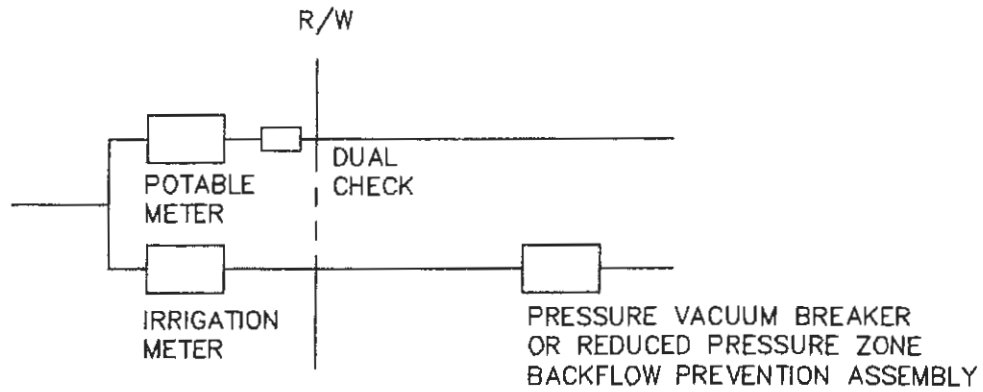 R/W
DUAL
CHECK
POTABLE
METER
IRRIGATION
METER
PRESSURE VACUUM BREAKER
OR REDUCED PRESSURE ZONE
BACKFLOW PREVENTION ASSEMBLY